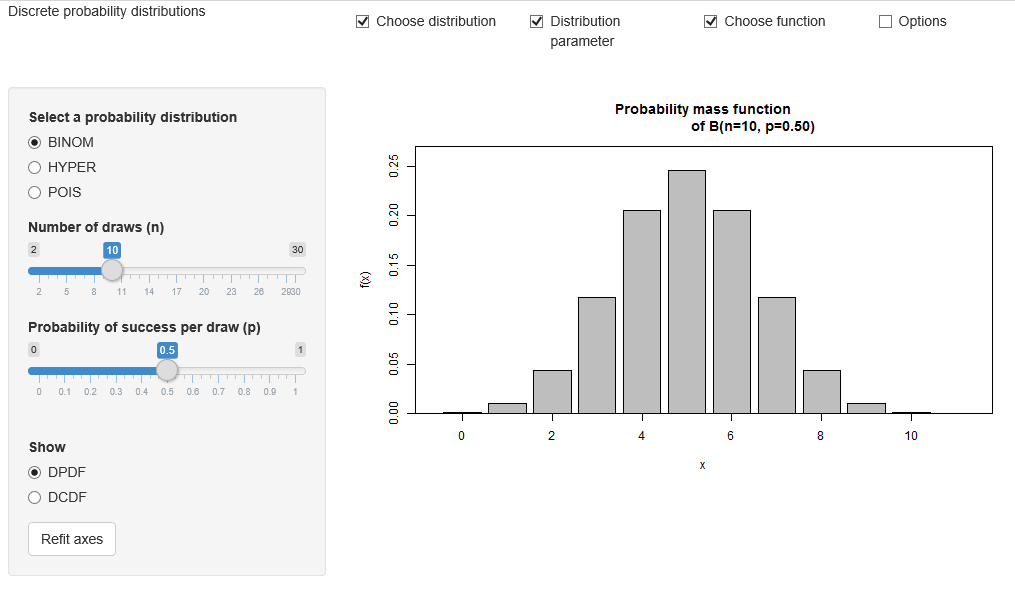 Discrete probability distributions
Choose distribution
Distribution
parameter
Choose function
Options
Select a probability distribution
BINOM
HYPER
POIS
Number of draws (n)
2 10 30
2 5 8 11 14 17 20 23 26 2930
Probability of success per draw (p)
0 0.5 1
0 0.1 0.2 0.3 0.4 0.5 0.6 0.7 0.8 0.9 1
Show
DPDF
DCDF
Refit axes
Probability mass function
of B(n=10, p=0.50)
f(x)
0.25
0.20
0.15
0.10
0.05
0.00
0 2 4 6 8 10
x